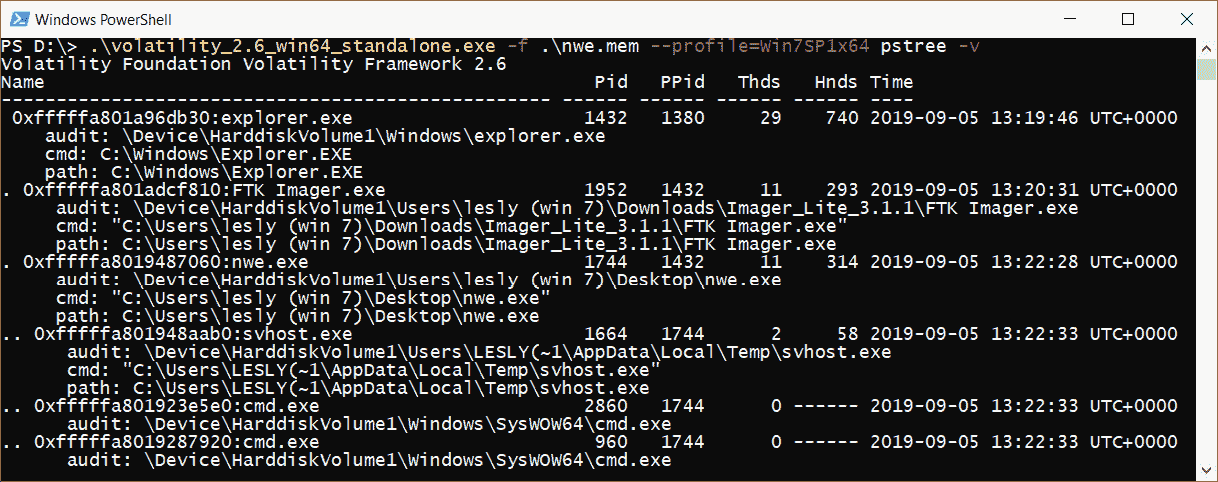 Windows PowerShell
PS D:\> .\volatility_2.6_win64_standalone.exe -f .\nwe.mem --profile=Win7SP1x64 pstree -v
Volatility Foundation Volatility Framework 2.6
Name                                                  Pid   PPid   Thds   Hnds Time
-------------------------------------------------- ------ ------ ------ ------ ----
 0xfffffa801a96db30:explorer.exe                     1432   1380     29    740 2019-09-05 13:19:46 UTC+0000
    audit: \Device\HarddiskVolume1\Windows\explorer.exe
    cmd: C:\Windows\Explorer.EXE
    path: C:\Windows\Explorer.EXE
. 0xfffffa801adcf810:FTK Imager.exe                  1952   1432     11    293 2019-09-05 13:20:31 UTC+0000
     audit: \Device\HarddiskVolume1\Users\lesly (win 7)\Downloads\Imager_Lite_3.1.1\FTK Imager.exe
     cmd: "C:\Users\lesly (win 7)\Downloads\Imager_Lite_3.1.1\FTK Imager.exe"
     path: C:\Users\lesly (win 7)\Downloads\Imager_Lite_3.1.1\FTK Imager.exe
. 0xfffffa8019487060:nwe.exe                         1744   1432     11    314 2019-09-05 13:22:28 UTC+0000
     audit: \Device\HarddiskVolume1\Users\lesly (win 7)\Desktop\nwe.exe
     cmd: "C:\Users\lesly (win 7)\Desktop\nwe.exe"
     path: C:\Users\lesly (win 7)\Desktop\nwe.exe
.. 0xfffffa801948aab0:svhost.exe                     1664   1744      2     58 2019-09-05 13:22:33 UTC+0000
      audit: \Device\HarddiskVolume1\Users\LESLY(~1\AppData\Local\Temp\svhost.exe
      cmd: "C:\Users\LESLY(~1\AppData\Local\Temp\svhost.exe"
      path: C:\Users\LESLY(~1\AppData\Local\Temp\svhost.exe
.. 0xfffffa801923e5e0:cmd.exe                        2860   1744      0 ------ 2019-09-05 13:22:33 UTC+0000
      audit: \Device\HarddiskVolume1\Windows\SysWOW64\cmd.exe
.. 0xfffffa8019287920:cmd.exe                         960   1744      0 ------ 2019-09-05 13:22:33 UTC+0000
      audit: \Device\HarddiskVolume1\Windows\SysWOW64\cmd.exe